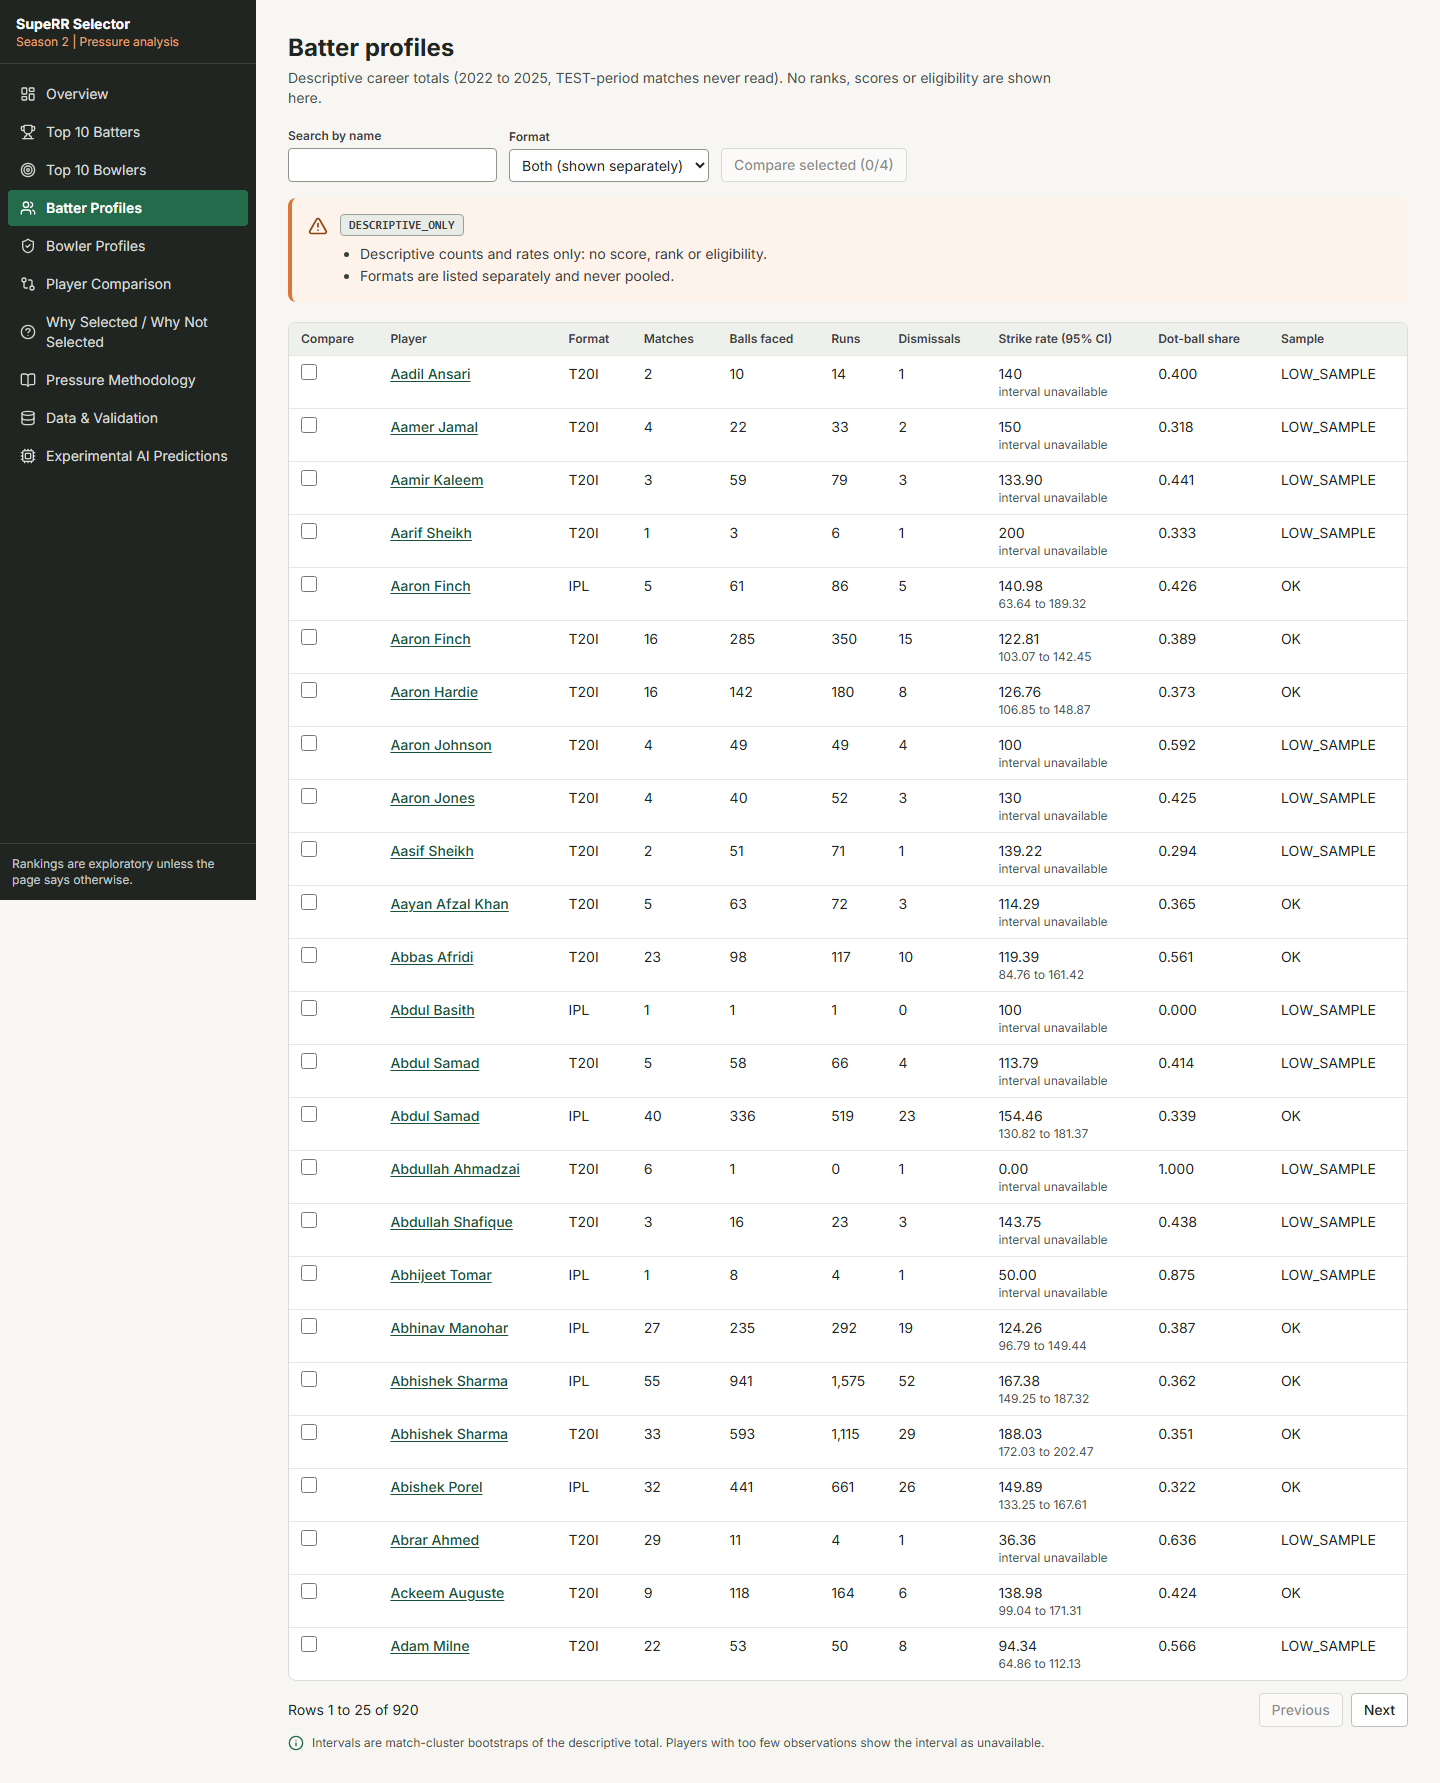 SupeRR Selector
Season 2 | Pressure analysis
Overview
Top 10 Batters
Top 10 Bowlers
Batter Profiles
Bowler Profiles
Player Comparison
Why Selected / Why Not
Selected
Pressure Methodology
Data & Validation
Experimental AI Predictions
Rankings are exploratory unless the
page says otherwise.
Batter profiles
Descriptive career totals (2022 to 2025, TEST-period matches never read). No ranks, scores or eligibility are shown
here.
Search by name
Format
Both (shown separately)
Compare selected (0/4)
DESCRIPTIVE_ONLY
• Descriptive counts and rates only: no score, rank or eligibility.
• Formats are listed separately and never pooled.
Compare Player Format Matches Balls faced Runs Dismissals Strike rate (95% CI) Dot-ball share Sample
Aadil Ansari T20I 2 10 14 1 140 0.400 LOW_SAMPLE
interval unavailable
Aamer Jamal T20I 4 22 33 2 150 0.318 LOW_SAMPLE
interval unavailable
Aamir Kaleem T20I 3 59 79 3 133.90 0.441 LOW_SAMPLE
interval unavailable
Aarif Sheikh T20I 1 3 6 1 200 0.333 LOW_SAMPLE
interval unavailable
Aaron Finch IPL 5 61 86 5 140.98 0.426 OK
63.64 to 189.32
Aaron Finch T20I 16 285 350 15 122.81 0.389 OK
103.07 to 142.45
Aaron Hardie T20I 16 142 180 8 126.76 0.373 OK
106.85 to 148.87
Aaron Johnson T20I 4 49 49 4 100 0.592 LOW_SAMPLE
interval unavailable
Aaron Jones T20I 4 40 52 3 130 0.425 LOW_SAMPLE
interval unavailable
Aasif Sheikh T20I 2 51 71 1 139.22 0.294 LOW_SAMPLE
interval unavailable
Aayan Afzal Khan T20I 5 63 72 3 114.29 0.365 OK
interval unavailable
Abbas Afridi T20I 23 98 117 10 119.39 0.561 OK
84.76 to 161.42
Abdul Basith IPL 1 1 1 0 100 0.000 LOW_SAMPLE
interval unavailable
Abdul Samad T20I 5 58 66 4 113.79 0.414 LOW_SAMPLE
interval unavailable
Abdul Samad IPL 40 336 519 23 154.46 0.339 OK
130.82 to 181.37
Abdullah Ahmadzai T20I 6 1 0 1 0.00 1.000 LOW_SAMPLE
interval unavailable
Abdullah Shafique T20I 3 16 23 3 143.75 0.438 LOW_SAMPLE
interval unavailable
Abhijeet Tomar IPL 1 8 4 1 50.00 0.875 LOW_SAMPLE
interval unavailable
Abhinav Manohar IPL 27 235 292 19 124.26 0.387 OK
96.79 to 149.44
Abhishek Sharma IPL 55 941 1,575 52 167.38 0.362 OK
149.25 to 187.32
Abhishek Sharma T20I 33 593 1,115 29 188.03 0.351 OK
172.03 to 202.47
Abishek Porel IPL 32 441 661 26 149.89 0.322 OK
133.25 to 167.61
Abrar Ahmed T20I 29 11 4 1 36.36 0.636 LOW_SAMPLE
interval unavailable
Ackeem Auguste T20I 9 118 164 6 138.98 0.424 OK
99.04 to 171.31
Adam Milne T20I 22 53 50 8 94.34 0.566 LOW_SAMPLE
64.86 to 112.13
Rows 1 to 25 of 920
Previous
Next
Intervals are match-cluster bootstraps of the descriptive total. Players with too few observations show the interval as unavailable.